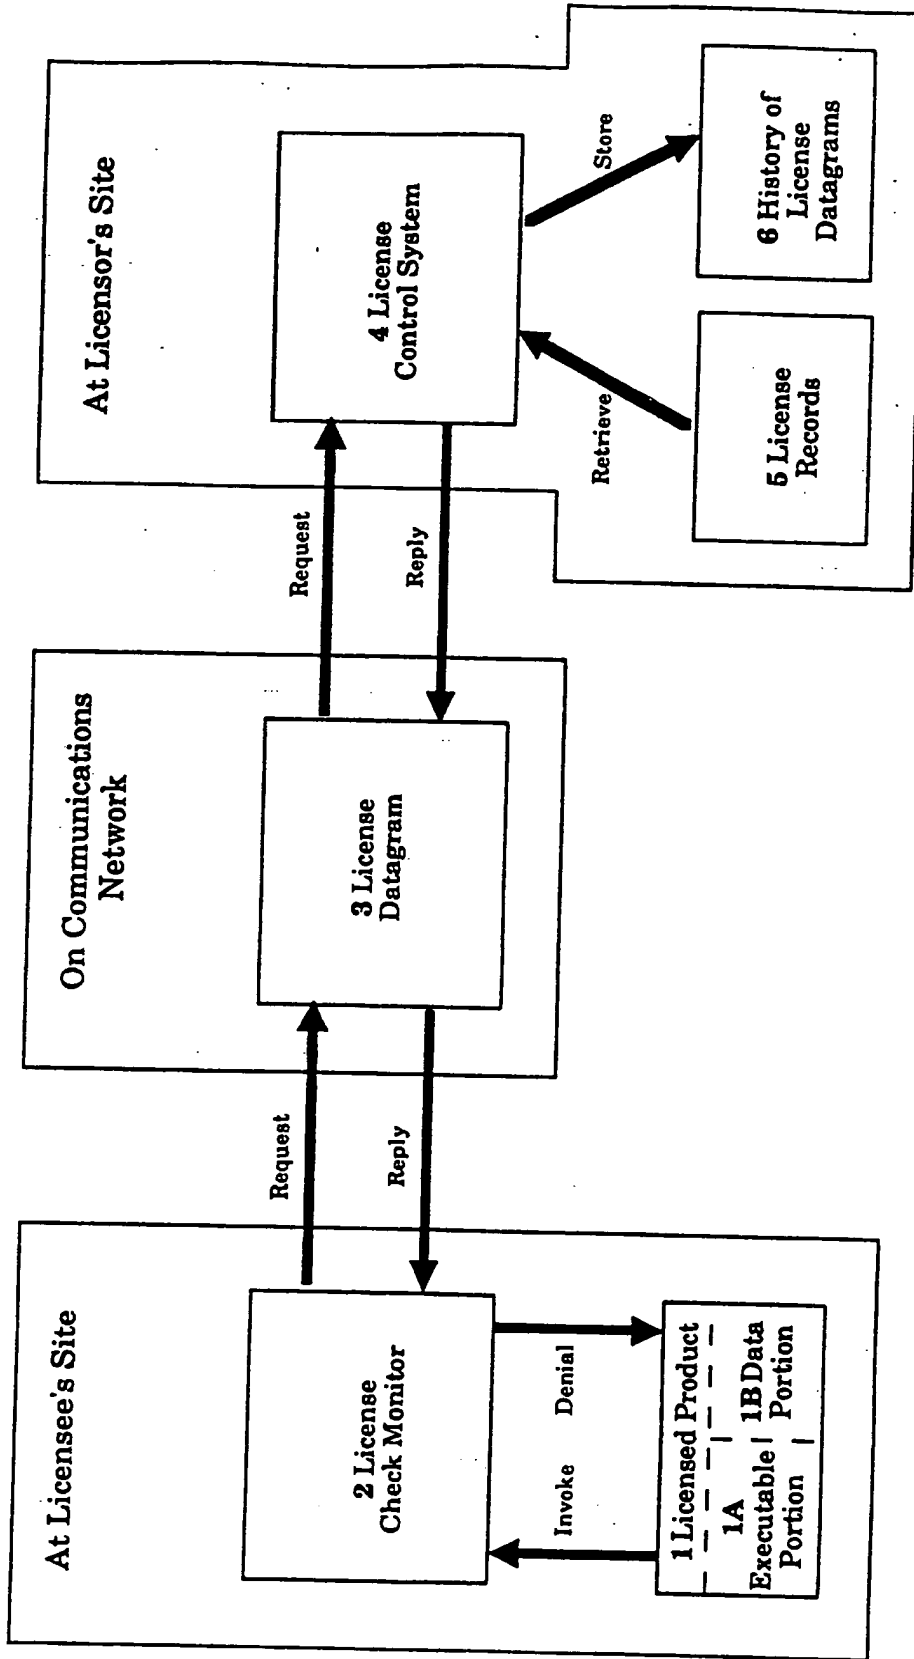 At Licensee's Site
2 License
Check Monitor
Invoke
Denial
1 Licensed Product
1A
Executable
Portion
1B Data
Portion
Request
Reply
On Communications
Network
3 License
Datagram
Request
Reply
At Licensor's Site
4 License
Control System
Retrieve
Store
5 License
Records
6 History of
License
Datagrams